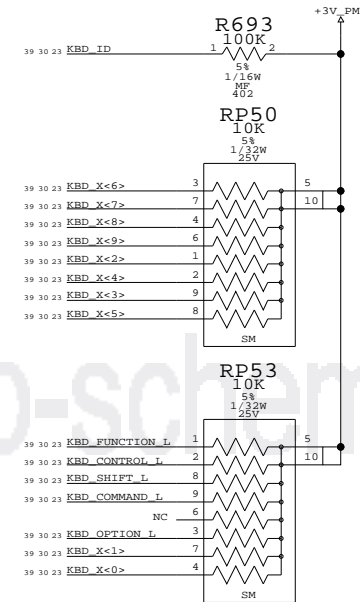 +3V_PM
R693
100K
39 30 23 KBD_ID 1 2
5%
1/16W
MF
402
RP50
10K
5%
1/32W
25V
39 30 23 KBD_X<6> 3 5
39 30 23 KBD_X<7> 7 10
39 30 23 KBD_X<8> 4
39 30 23 KBD_X<9> 6
39 30 23 KBD_X<2> 1
39 30 23 KBD_X<4> 2
39 30 23 KBD_X<3> 9
39 30 23 KBD_X<5> 8
SM
RP53
10K
5%
1/32W
25V
39 30 23 KBD_FUNCTION_L 1 5
39 30 23 KBD_CONTROL_L 2 10
39 30 23 KBD_SHIFT_L 8
39 30 23 KBD_COMMAND_L 9
NC 6
39 30 23 KBD_OPTION_L 3
39 30 23 KBD_X<1> 7
39 30 23 KBD_X<0> 4
SM